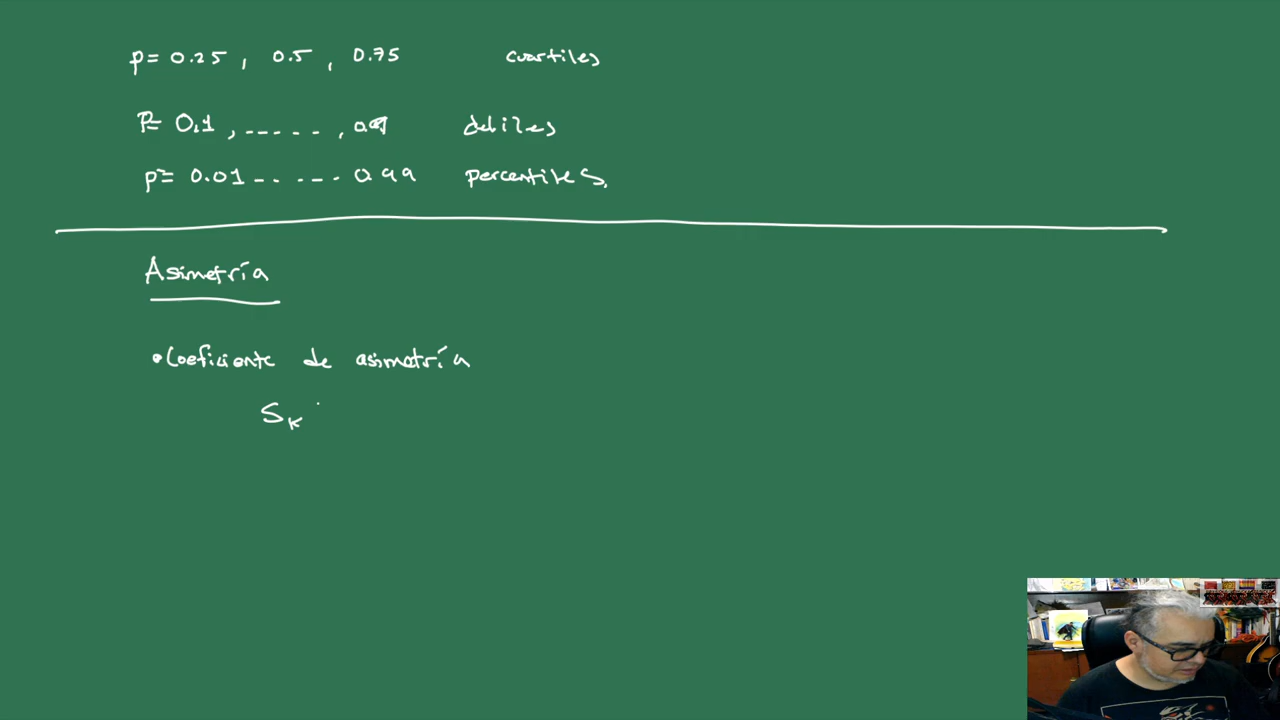 p= 0.25 , 0.5 , 0.75 cuartiles
P= 0.1 , ..... , 0.9 deciles
p= 0.01 ...... 0.99 percentiles.
Asimetría
• Coeficiente de asimetría
Sk